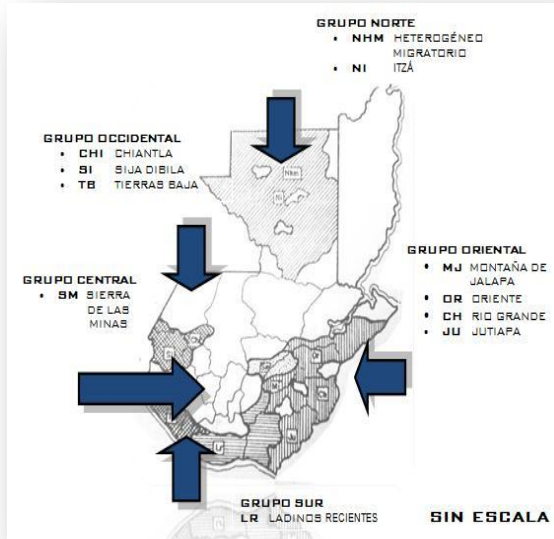 GRUPO NORTE
• NHM HETEROGÉNEO
MIGRATORIO
• NI ITZÁ
GRUPO OCCIDENTAL
• CHI CHIANTLA
• SI SIJA DIBILA
• TB TIERRAS BAJA
GRUPO CENTRAL
• SM SIERRA
DE LAS
MINAS
GRUPO ORIENTAL
• MJ MONTAÑA DE
JALAPA
• OR ORIENTE
• CH RIO GRANDE
• JU JUTIAPA
Nhm
Ni
GRUPO SUR
LR LADINOS RECIENTES
SIN ESCALA